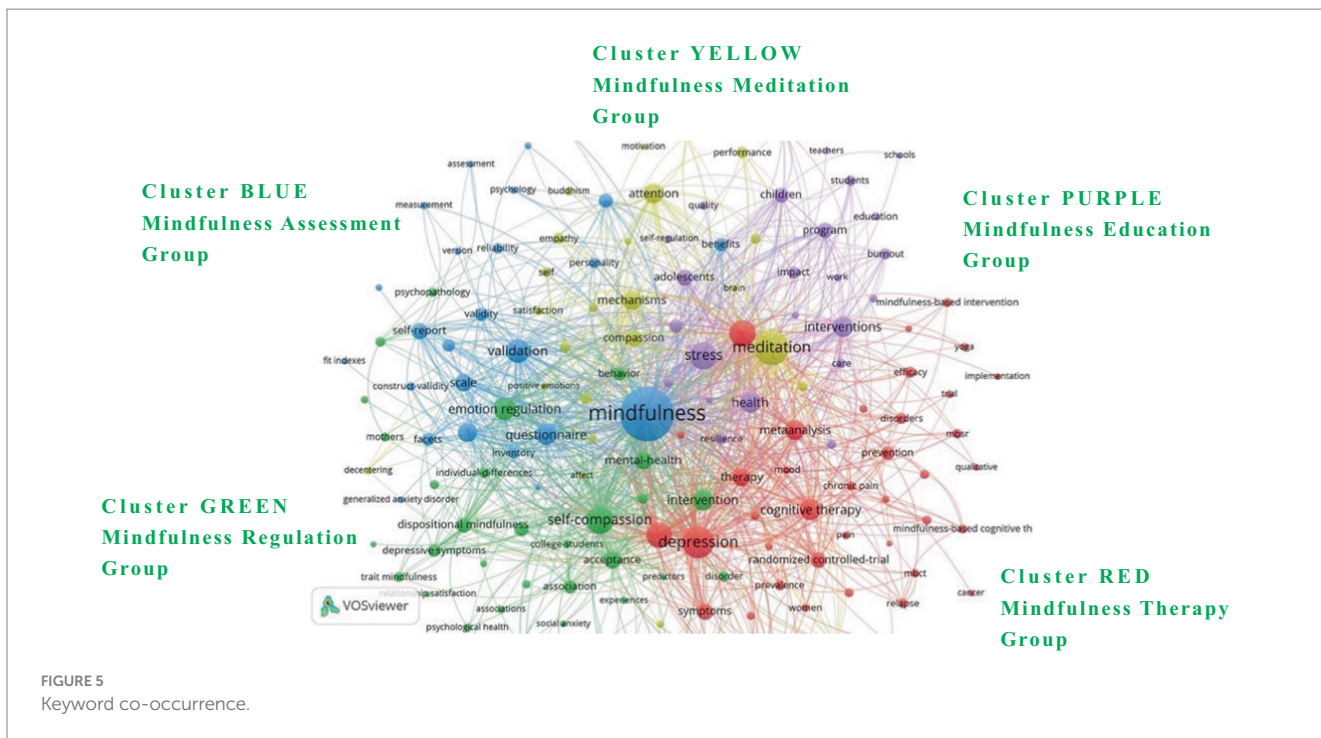 Cluster YELLOW
Mindfulness Meditation
Group
Cluster BLUE
Mindfulness Assessment
Group
Cluster PURPLE
Mindfulness Education
Group
motivation
performance
teachers
schools
assessment
psychology
buddhism
attention
children
students
measurement
quality
education
version
reliability
empathy
self-regulation
benefits
program
burnout
self
personality
adolescents
brain
impact
work
psychopathology
satisfaction
mechanisms
mindfulness-based intervention
self-report
validity
compassion
interventions
validation
stress
meditation
yoga
fit indexes
behavior
care
efficacy
implementation
construct-validity
scale
positive emotions
trial
emotion regulation
mindfulness
health
disorders
mothers
facets
questionnaire
metaanalysis
mbsr
resilience
inventory
mental-health
prevention
decentering
individual-differences
affect
therapy
mood
qualitative
chronic pain
generalized anxiety disorder
intervention
cognitive therapy
dispositional mindfulness
self-compassion
mindfulness-based cognitive th
college-students
depression
pain
depressive symptoms
acceptance
randomized controlled-trial
trait mindfulness
predictors
disorder
mbct
relationship satisfaction
association
prevalence
cancer
experiences
women
relapse
associations
symptoms
psychological health
social anxiety
VOSviewer
Cluster GREEN
Mindfulness Regulation
Group
Cluster RED
Mindfulness Therapy
Group
FIGURE 5
Keyword co-occurrence.